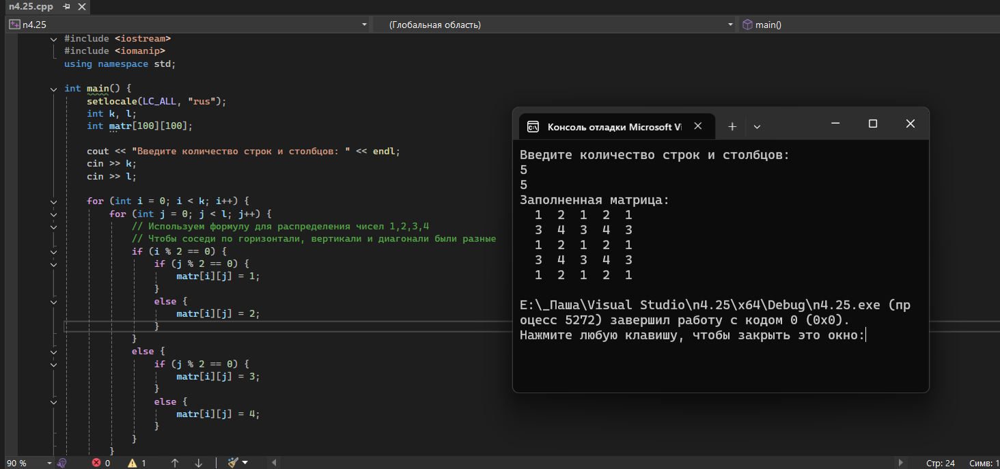 n4.25.cpp
n4.25
(Глобальная область)
main()
#include <iostream>
#include <iomanip>
using namespace std;
int main() {
setlocale(LC_ALL, "rus");
int k, l;
int matr[100][100];
cout << "Введите количество строк и столбцов: " << endl;
cin >> k;
cin >> l;
for (int i = 0; i < k; i++) {
for (int j = 0; j < l; j++) {
// Используем формулу для распределения чисел 1,2,3,4
// Чтобы соседи по горизонтали, вертикали и диагонали были разные
if (i % 2 == 0) {
if (j % 2 == 0) {
matr[i][j] = 1;
}
else {
matr[i][j] = 2;
}
}
else {
if (j % 2 == 0) {
matr[i][j] = 3;
}
else {
matr[i][j] = 4;
}
}
}
Консоль отладки Microsoft Vi
Введите количество строк и столбцов:
5
5
Заполненная матрица:
1 2 1 2 1
3 4 3 4 3
1 2 1 2 1
3 4 3 4 3
1 2 1 2 1
E:\_Паша\Visual Studio\n4.25\x64\Debug\n4.25.exe (пр
оцесс 5272) завершил работу с кодом 0 (0x0).
Нажмите любую клавишу, чтобы закрыть это окно:
90 %
0
1
Стр: 24
Симв: 1